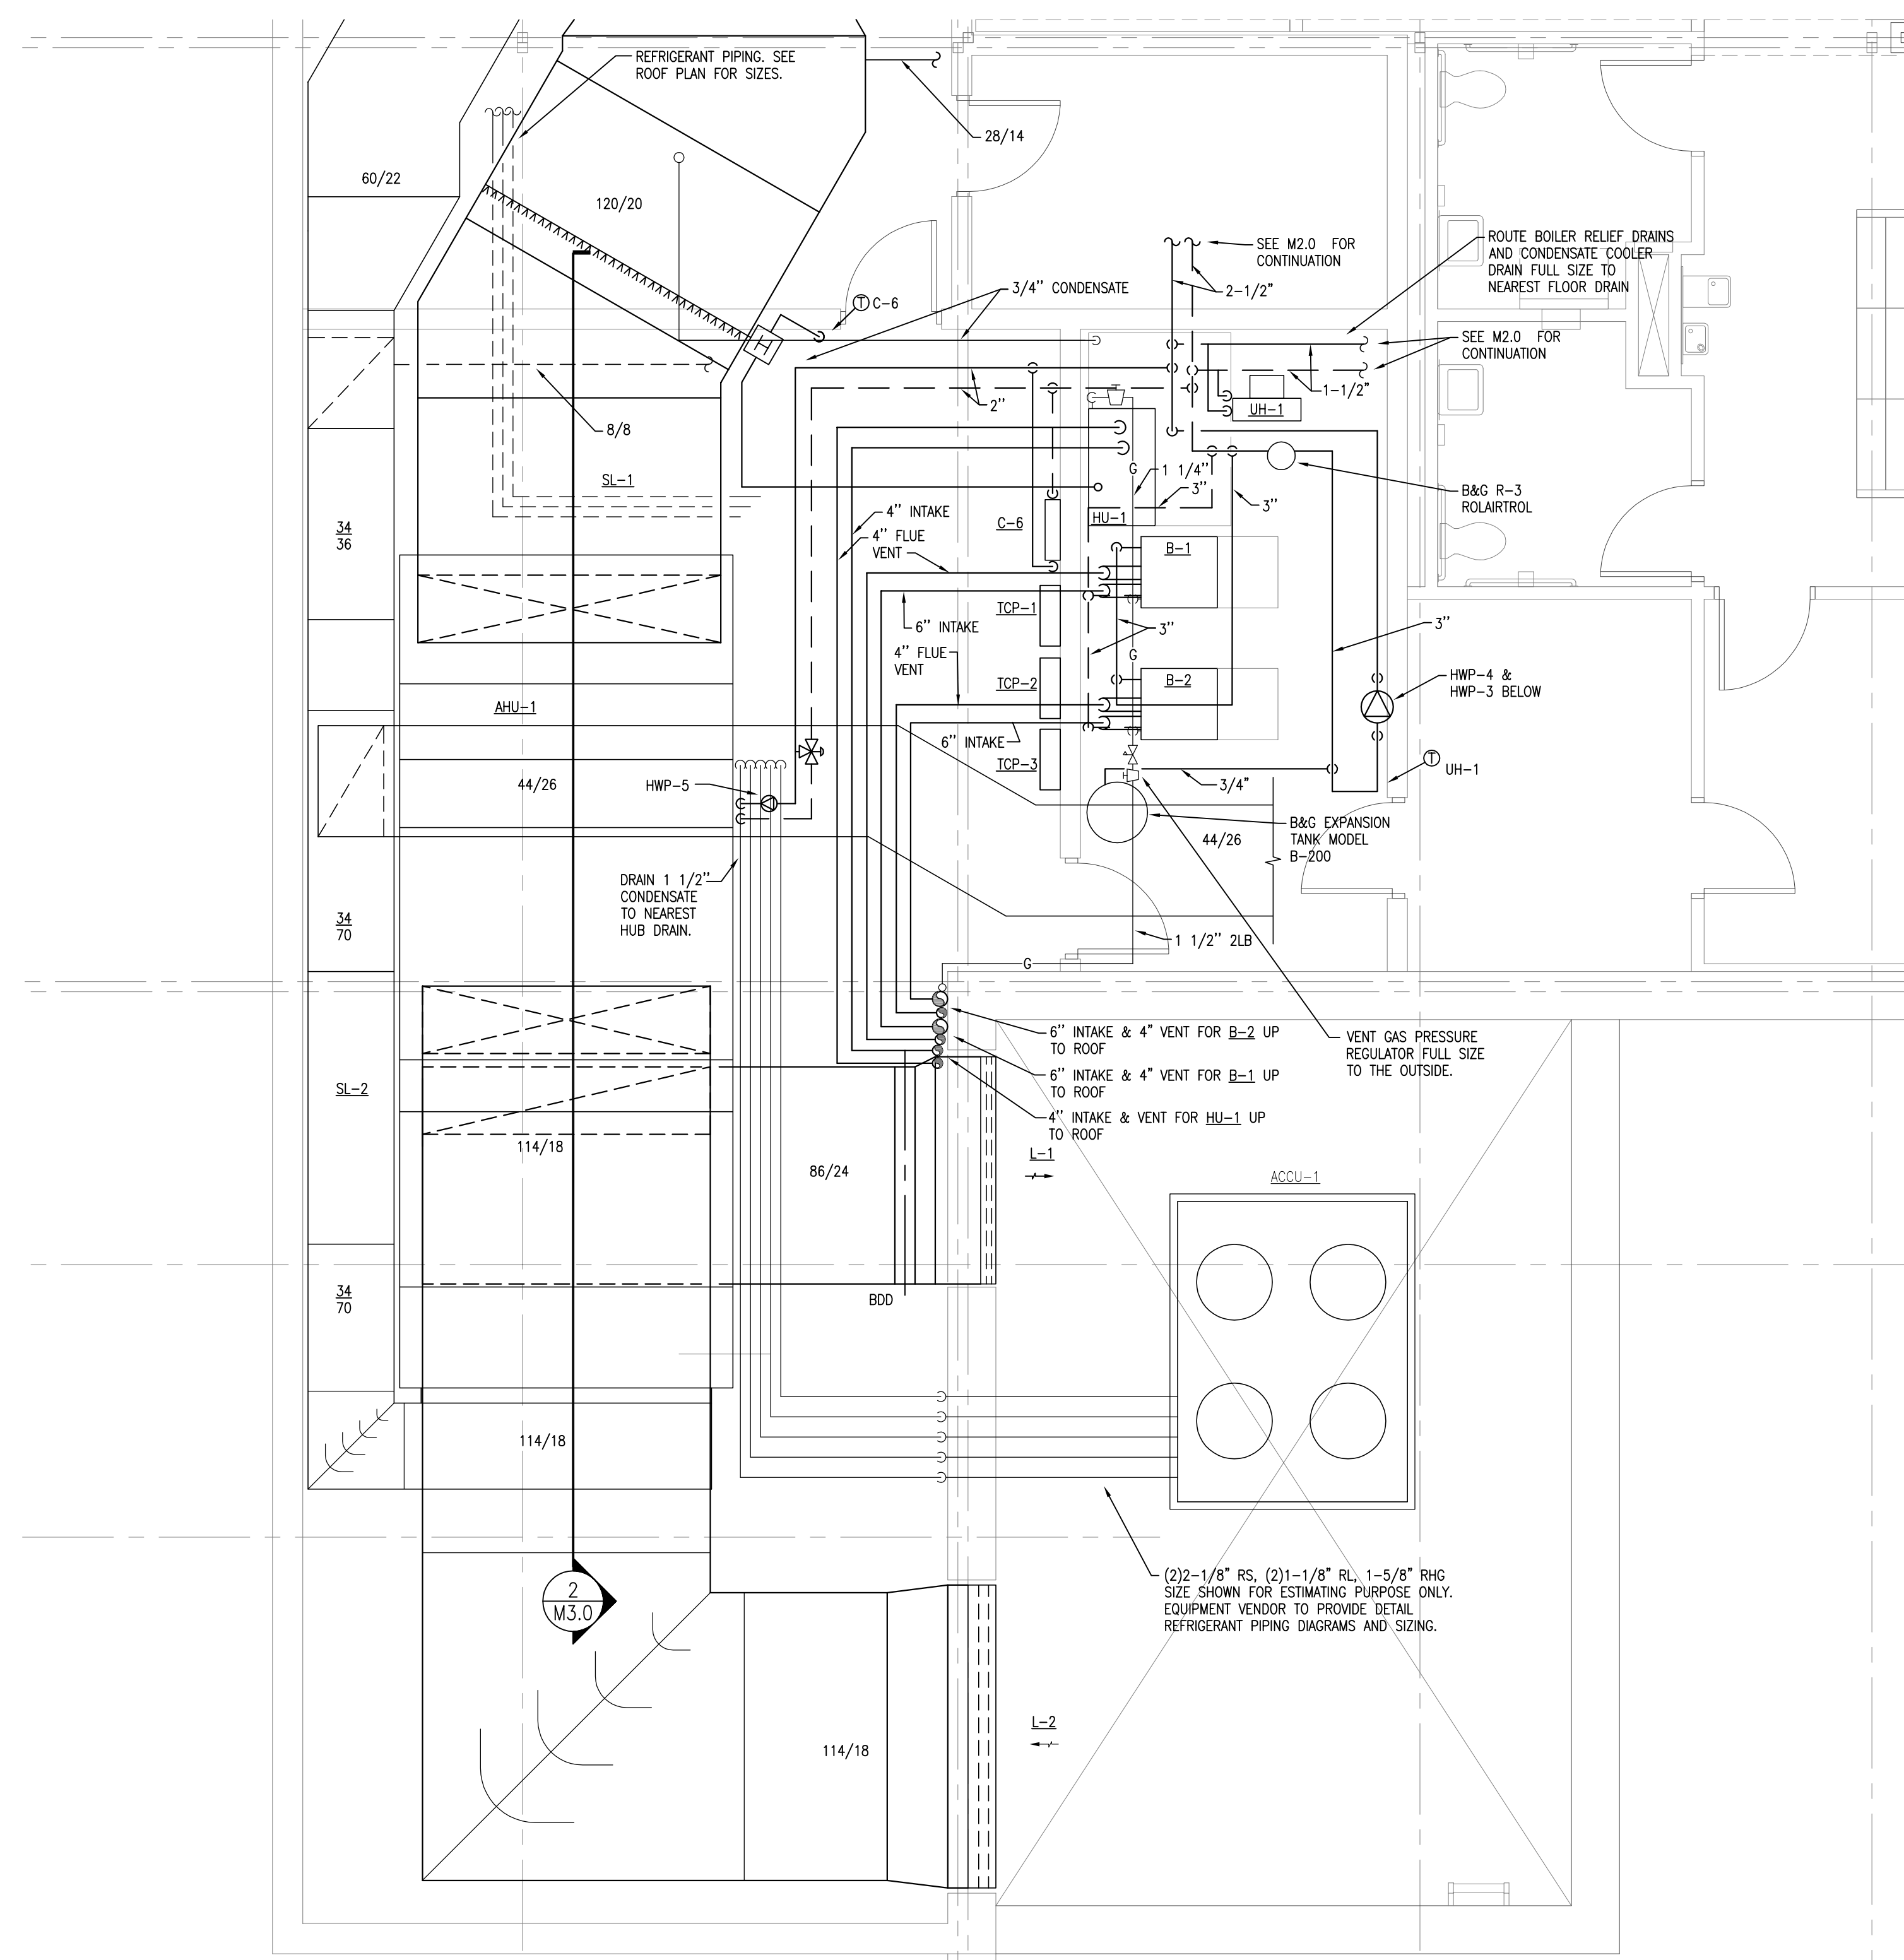 REFRIGERANT PIPING. SEE
ROOF PLAN FOR SIZES.
28/14
60/22
120/20
SEE M2.0 FOR
CONTINUATION
ROUTE BOILER RELIEF DRAINS
AND CONDENSATE COOLER
DRAIN FULL SIZE TO
NEAREST FLOOR DRAIN
2-1/2"
3/4'' CONDENSATE
T C-6
H
SEE M2.0 FOR
CONTINUATION
1-1/2"
2''
UH-1
8/8
SL-1
G
1 1/4''
3''
3''
B&G R-3
ROLAIRTROL
4'' INTAKE
4'' FLUE
VENT
C-6
HU-1
34
36
B-1
TCP-1
6'' INTAKE
3''
3''
4'' FLUE
VENT
G
TCP-2
B-2
HWP-4 &
HWP-3 BELOW
AHU-1
6'' INTAKE
TCP-3
T
UH-1
44/26
HWP-5
3/4"
B&G EXPANSION
TANK MODEL
B-200
44/26
DRAIN 1 1/2''
CONDENSATE
TO NEAREST
HUB DRAIN.
34
70
1 1/2'' 2LB
G
6'' INTAKE & 4" VENT FOR B-2 UP
TO ROOF
VENT GAS PRESSURE
REGULATOR FULL SIZE
TO THE OUTSIDE.
6'' INTAKE & 4'' VENT FOR B-1 UP
TO ROOF
SL-2
4'' INTAKE & VENT FOR HU-1 UP
TO ROOF
114/18
L-1
86/24
ACCU-1
34
70
BDD
114/18
(2)2-1/8" RS, (2)1-1/8" RL, 1-5/8" RHG
SIZE SHOWN FOR ESTIMATING PURPOSE ONLY.
EQUIPMENT VENDOR TO PROVIDE DETAIL
REFRIGERANT PIPING DIAGRAMS AND SIZING.
2
M3.0
L-2
114/18